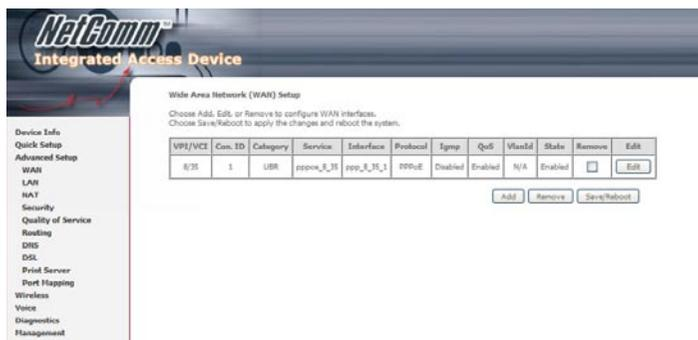 NetComm™
Integrated Access Device
Wide Area Network (WAN) Setup
Choose Add, Edit, or Remove to configure WAN interfaces.
Choose Save/Reboot to apply the changes and reboot the system.
VPI/VCI Con. ID Category Service Interface Protocol Igmp QoS VlanId State Remove Edit
8/35 1 UBR pppoe_8_35 ppp_8_35_1 PPPoE Disabled Enabled N/A Enabled Edit
Add Remove Save/Reboot
Device Info
Quick Setup
Advanced Setup
WAN
LAN
NAT
Security
Quality of Service
Routing
DNS
DSL
Print Server
Port Mapping
Wireless
Voice
Diagnostics
Management